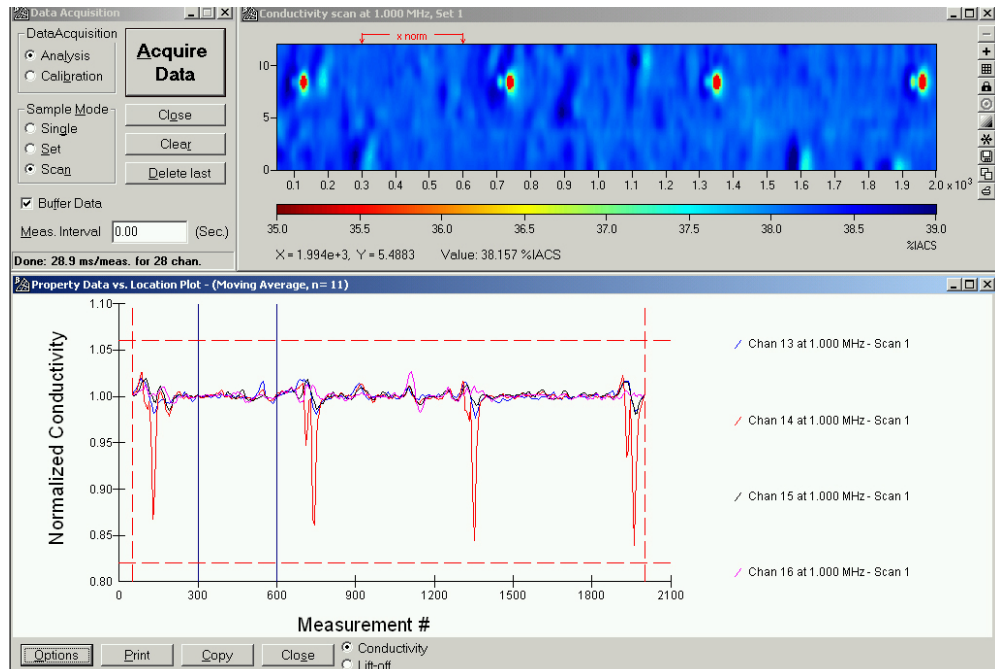 Data Acquisition
DataAcquisition
Analysis
Calibration
Acquire
Data
Sample Mode
Single
Set
Scan
Close
Clear
Delete last
Buffer Data
Meas. Interval 0.00 (Sec.)
Done: 28.9 ms/meas. for 28 chan.
Conductivity scan at 1.000 MHz, Set 1
x norm
10
5
0
0.1 0.2 0.3 0.4 0.5 0.6 0.7 0.8 0.9 1.0 1.1 1.2 1.3 1.4 1.5 1.6 1.7 1.8 1.9 2.0 x 10³
35.0 35.5 36.0 36.5 37.0 37.5 38.0 38.5 39.0
%IACS
X = 1.994e+3, Y = 5.4883 Value: 38.157 %IACS
Property Data vs. Location Plot - (Moving Average, n= 11)
Normalized Conductivity
1.10
1.05
1.00
0.95
0.90
0.85
0.80
0 300 600 900 1200 1500 1800 2100
Measurement #
Chan 13 at 1.000 MHz - Scan 1
Chan 14 at 1.000 MHz - Scan 1
Chan 15 at 1.000 MHz - Scan 1
Chan 16 at 1.000 MHz - Scan 1
Options Print Copy Close
Conductivity
Lift-off